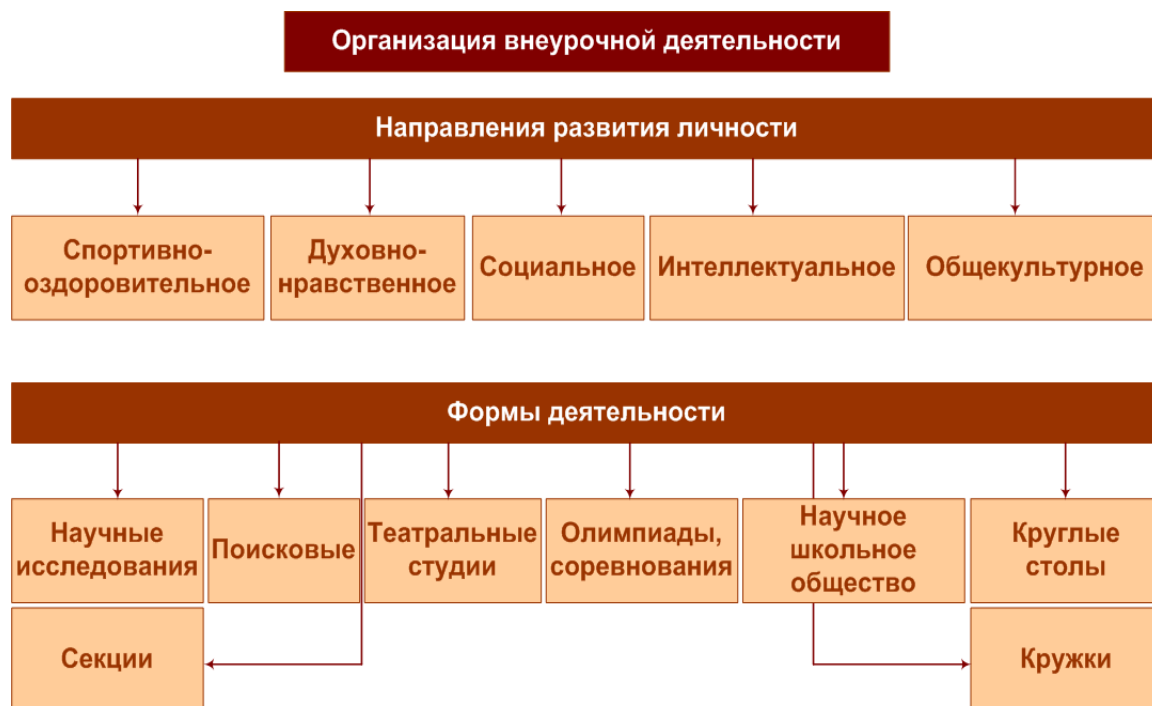 Организация внеурочной деятельности
Направления развития личности
Спортивно-
оздоровительное
Духовно-
нравственное
Социальное
Интеллектуальное
Общекультурное
Формы деятельности
Научные
исследования
Поисковые
Театральные
студии
Олимпиады,
соревнования
Научное
школьное
общество
Круглые
столы
Секции
Кружки